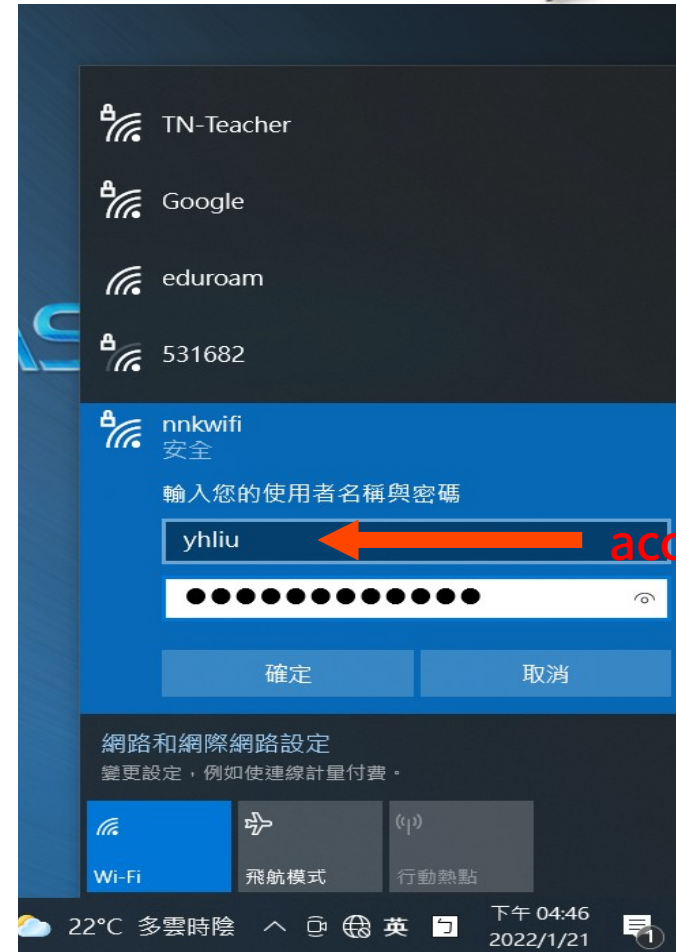 TN-Teacher
Google
eduroam
531682
nnkwifi
安全
輸入您的使用者名稱與密碼
yhliu
●●●●●●●●●●●●
確定
取消
網路和網際網路設定
變更設定，例如使連線計量付費。
Wi-Fi
飛航模式
行動熱點
22°C 多雲時陰
英
ㄅ
下午 04:46
2022/1/21
1